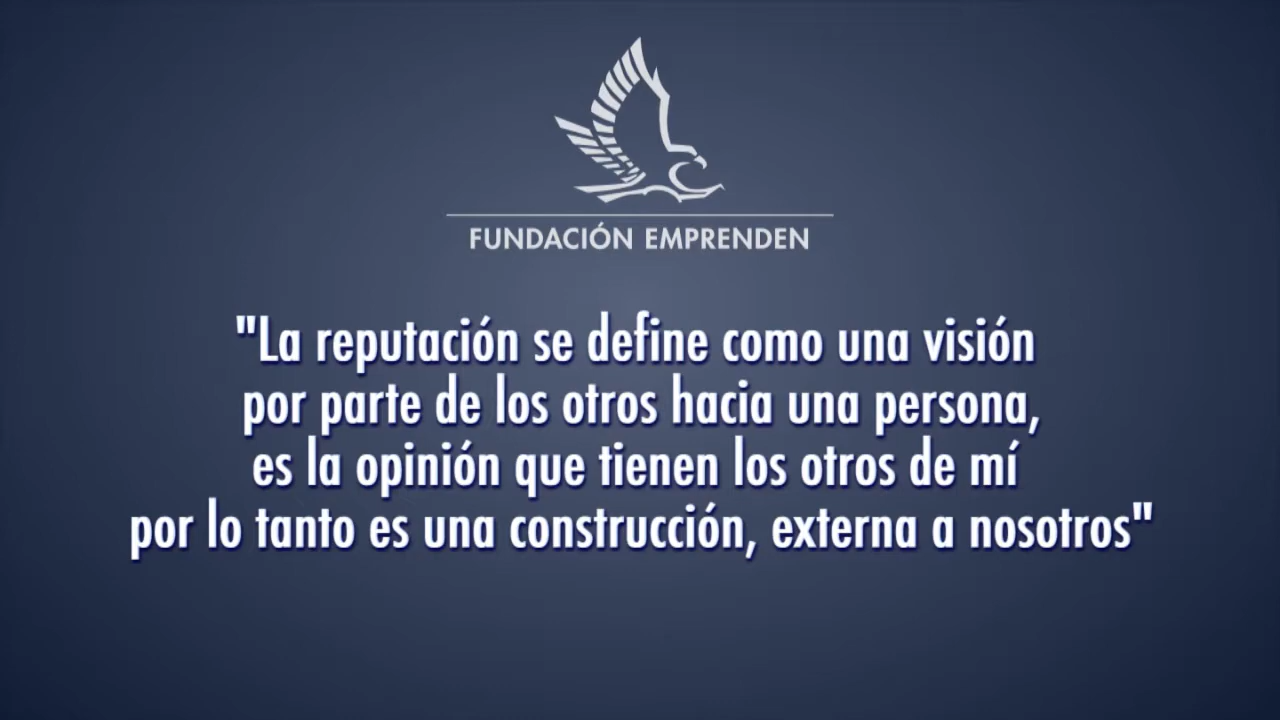 FUNDACIÓN EMPRENDEN
"La reputación se define como una visión
por parte de los otros hacia una persona,
es la opinión que tienen los otros de mí
por lo tanto es una construcción, externa a nosotros"